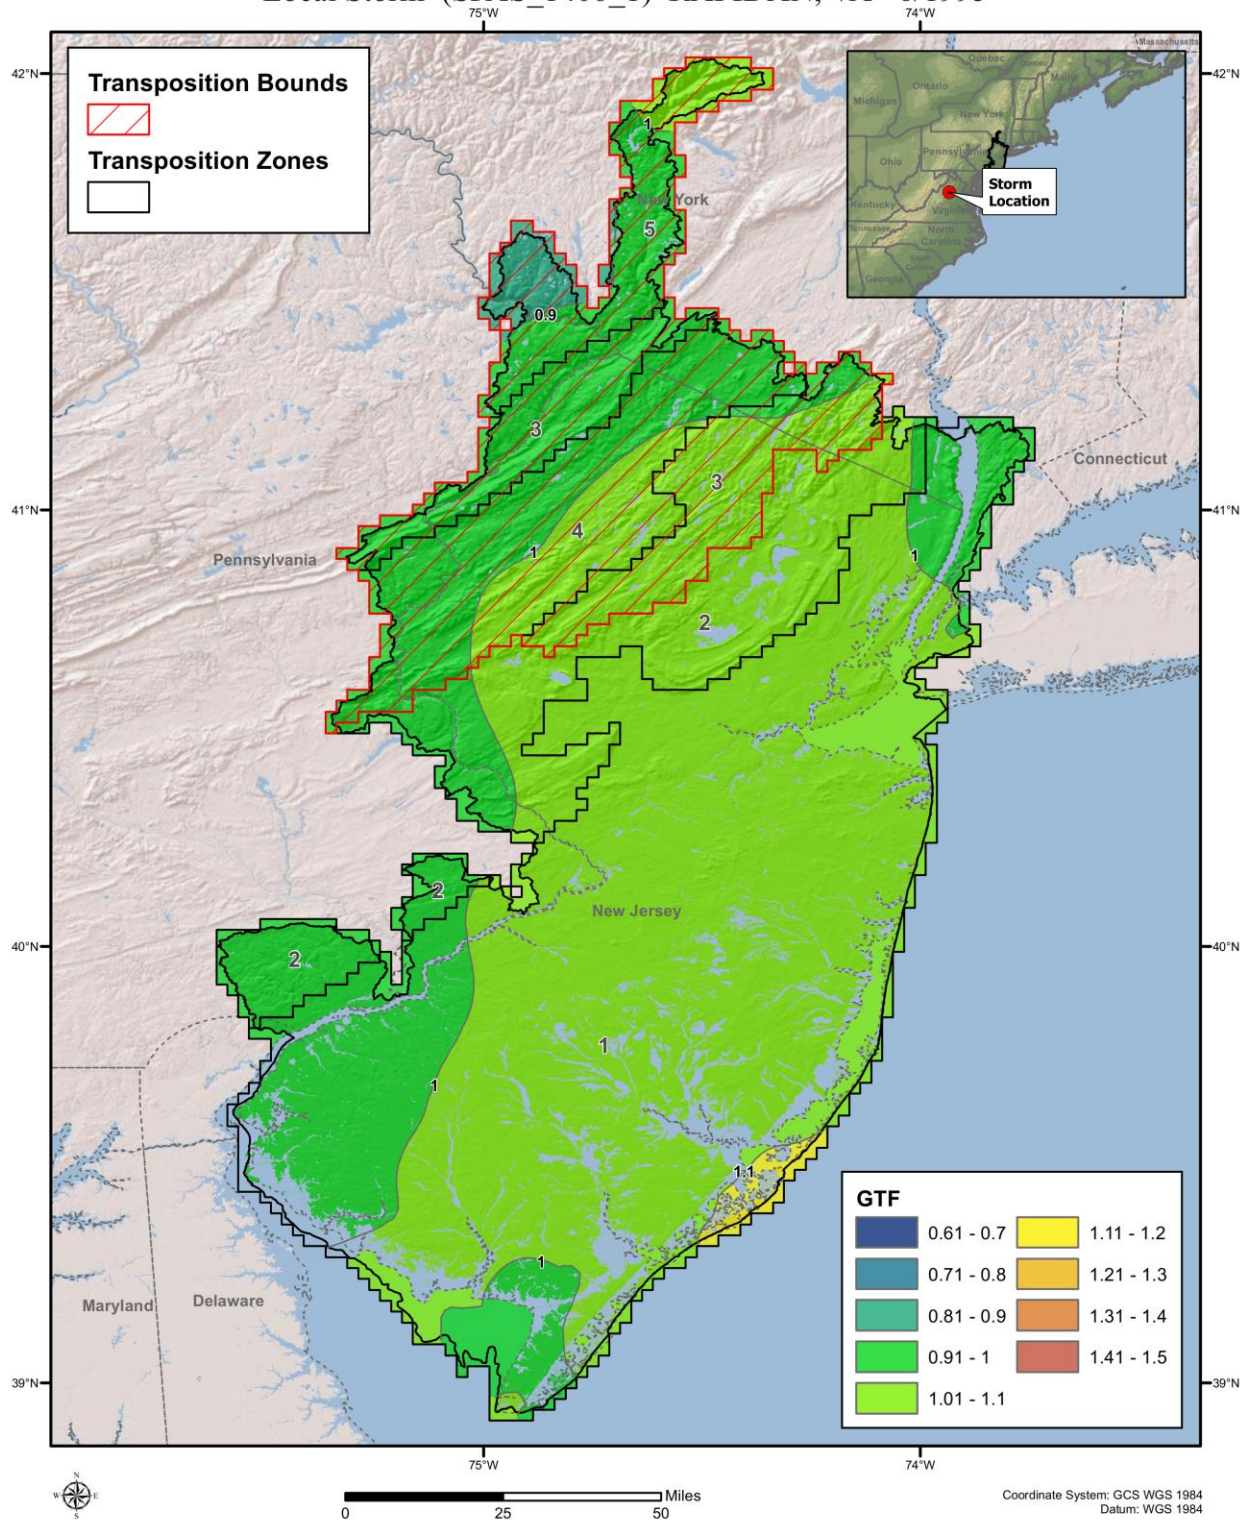 75°W
74°W
Transposition Bounds
Transposition Zones
42°N
42°N
Massachusetts
Quebec
Maine
Ontario
Michigan
New York
Pennsylvania
Ohio
Storm
Location
Kentucky
Virginia
Tennessee
North
Carolina
South
Carolina
Georgia
1
New York
5
0.9
3
Connecticut
3
41°N
41°N
4
1
1
Pennsylvania
2
2
New Jersey
40°N
40°N
2
1
1
1.1
GTF
0.61 - 0.7
1.11 - 1.2
0.71 - 0.8
1.21 - 1.3
0.81 - 0.9
1.31 - 1.4
0.91 - 1
1.41 - 1.5
1.01 - 1.1
1
Maryland
Delaware
39°N
39°N
75°W
74°W
N
W
E
S
Miles
0
25
50
Coordinate System: GCS WGS 1984
Datum: WGS 1984